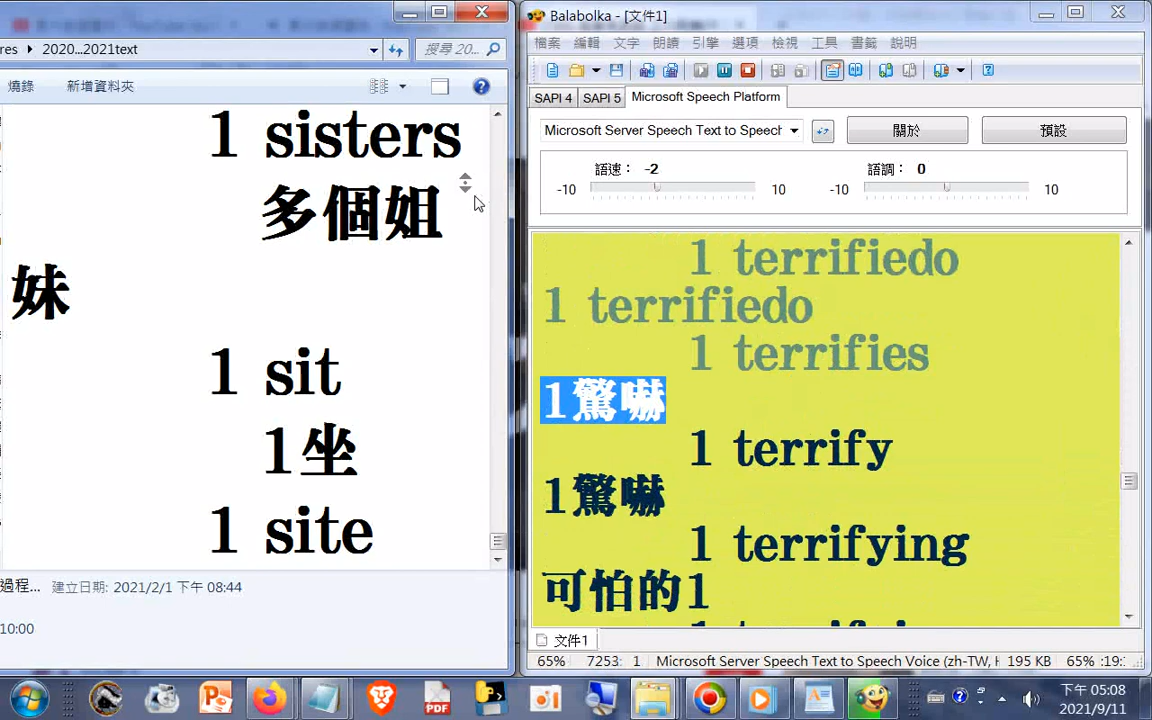 res ▸ 2020...2021text
搜尋 20...
燒錄 新增資料夾
1 sisters
多個姐
妹
1 sit
1坐
1 site
過程... 建立日期: 2021/2/1 下午 08:44
10:00
Balabolka - [文件1]
檔案 編輯 文字 朗讀 引擎 選項 檢視 工具 書籤 說明
SAPI 4 SAPI 5 Microsoft Speech Platform
Microsoft Server Speech Text to Speech
關於 預設
語速： -2 語調： 0
-10 10 -10 10
1 terrifiedo
1 terrifiedo
1 terrifies
1驚嚇
1 terrify
1驚嚇
1 terrifying
可怕的1
文件1
65% 7253: 1 Microsoft Server Speech Text to Speech Voice (zh-TW, H 195 KB 65% :19:
PDF
下午 05:08
2021/9/11